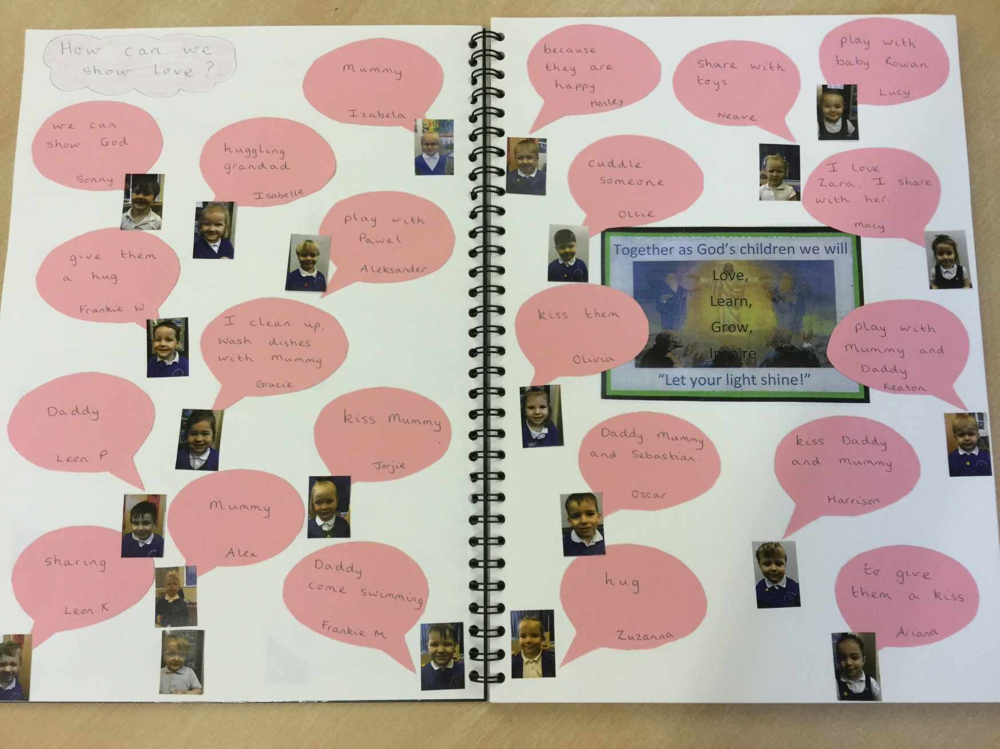 How can we
show love?
Mummy
Izabela
we can
show God
Sonny
huggling
grandad
Isabelle
play with
Pawel
Aleksander
give them
a hug
Frankie W
I clean up,
wash dishes
with Mummy
Gracie
Daddy
Leon P
kiss Mummy
Jorjie
Mummy
Alex
sharing
Leon K
Daddy
come swimming
Frankie M
because
they are
happy
Henley
share with
toys
Neave
play with
baby Rowan
Lucy
cuddle
someone
Ollie
I love
Zara. I share
with her.
Macy
Together as God's children we will
Love,
Learn,
Grow,
Inspire
"Let your light shine!"
kiss them
Olivia
play with
Mummy and
Daddy
Keaton
Daddy, Mummy
and Sebastian.
Oscar
kiss Daddy
and Mummy
Harrison
hug
Zuzanna
to give
them a kiss
Ariana